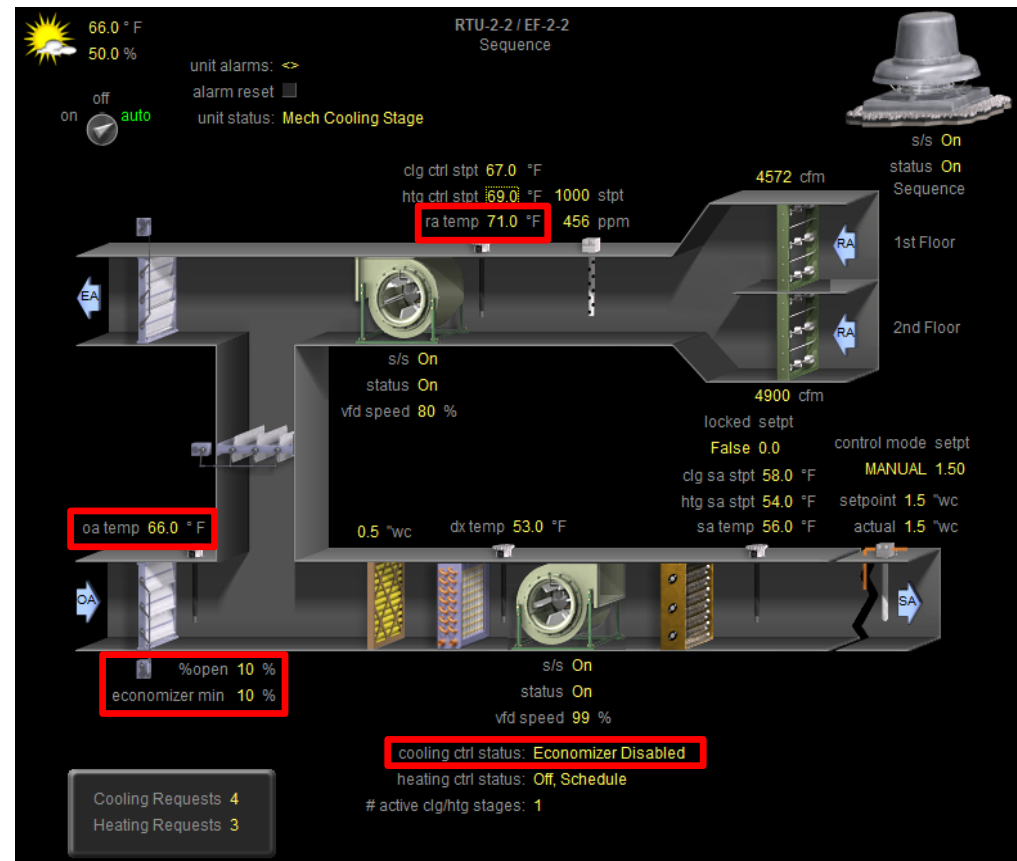 RTU-2-2 / EF-2-2
Sequence
66.0 ° F
50.0 %
unit alarms: <>
alarm reset
unit status: Mech Cooling Stage
off
on
auto
s/s On
status On
Sequence
clg ctrl stpt 67.0 °F
htg ctrl stpt 69.0 °F 1000 stpt
ra temp 71.0 °F 456 ppm
4572 cfm
RA 1st Floor
EA
RA 2nd Floor
s/s On
status On
vfd speed 80 %
4900 cfm
locked setpt
False 0.0
clg sa stpt 58.0 °F
htg sa stpt 54.0 °F
sa temp 56.0 °F
control mode setpt
MANUAL 1.50
setpoint 1.5 "wc
actual 1.5 "wc
oa temp 66.0 ° F
0.5 "wc
dx temp 53.0 °F
OA
SA
%open 10 %
economizer min 10 %
s/s On
status On
vfd speed 99 %
cooling ctrl status: Economizer Disabled
heating ctrl status: Off, Schedule
# active clg/htg stages: 1
Cooling Requests 4
Heating Requests 3